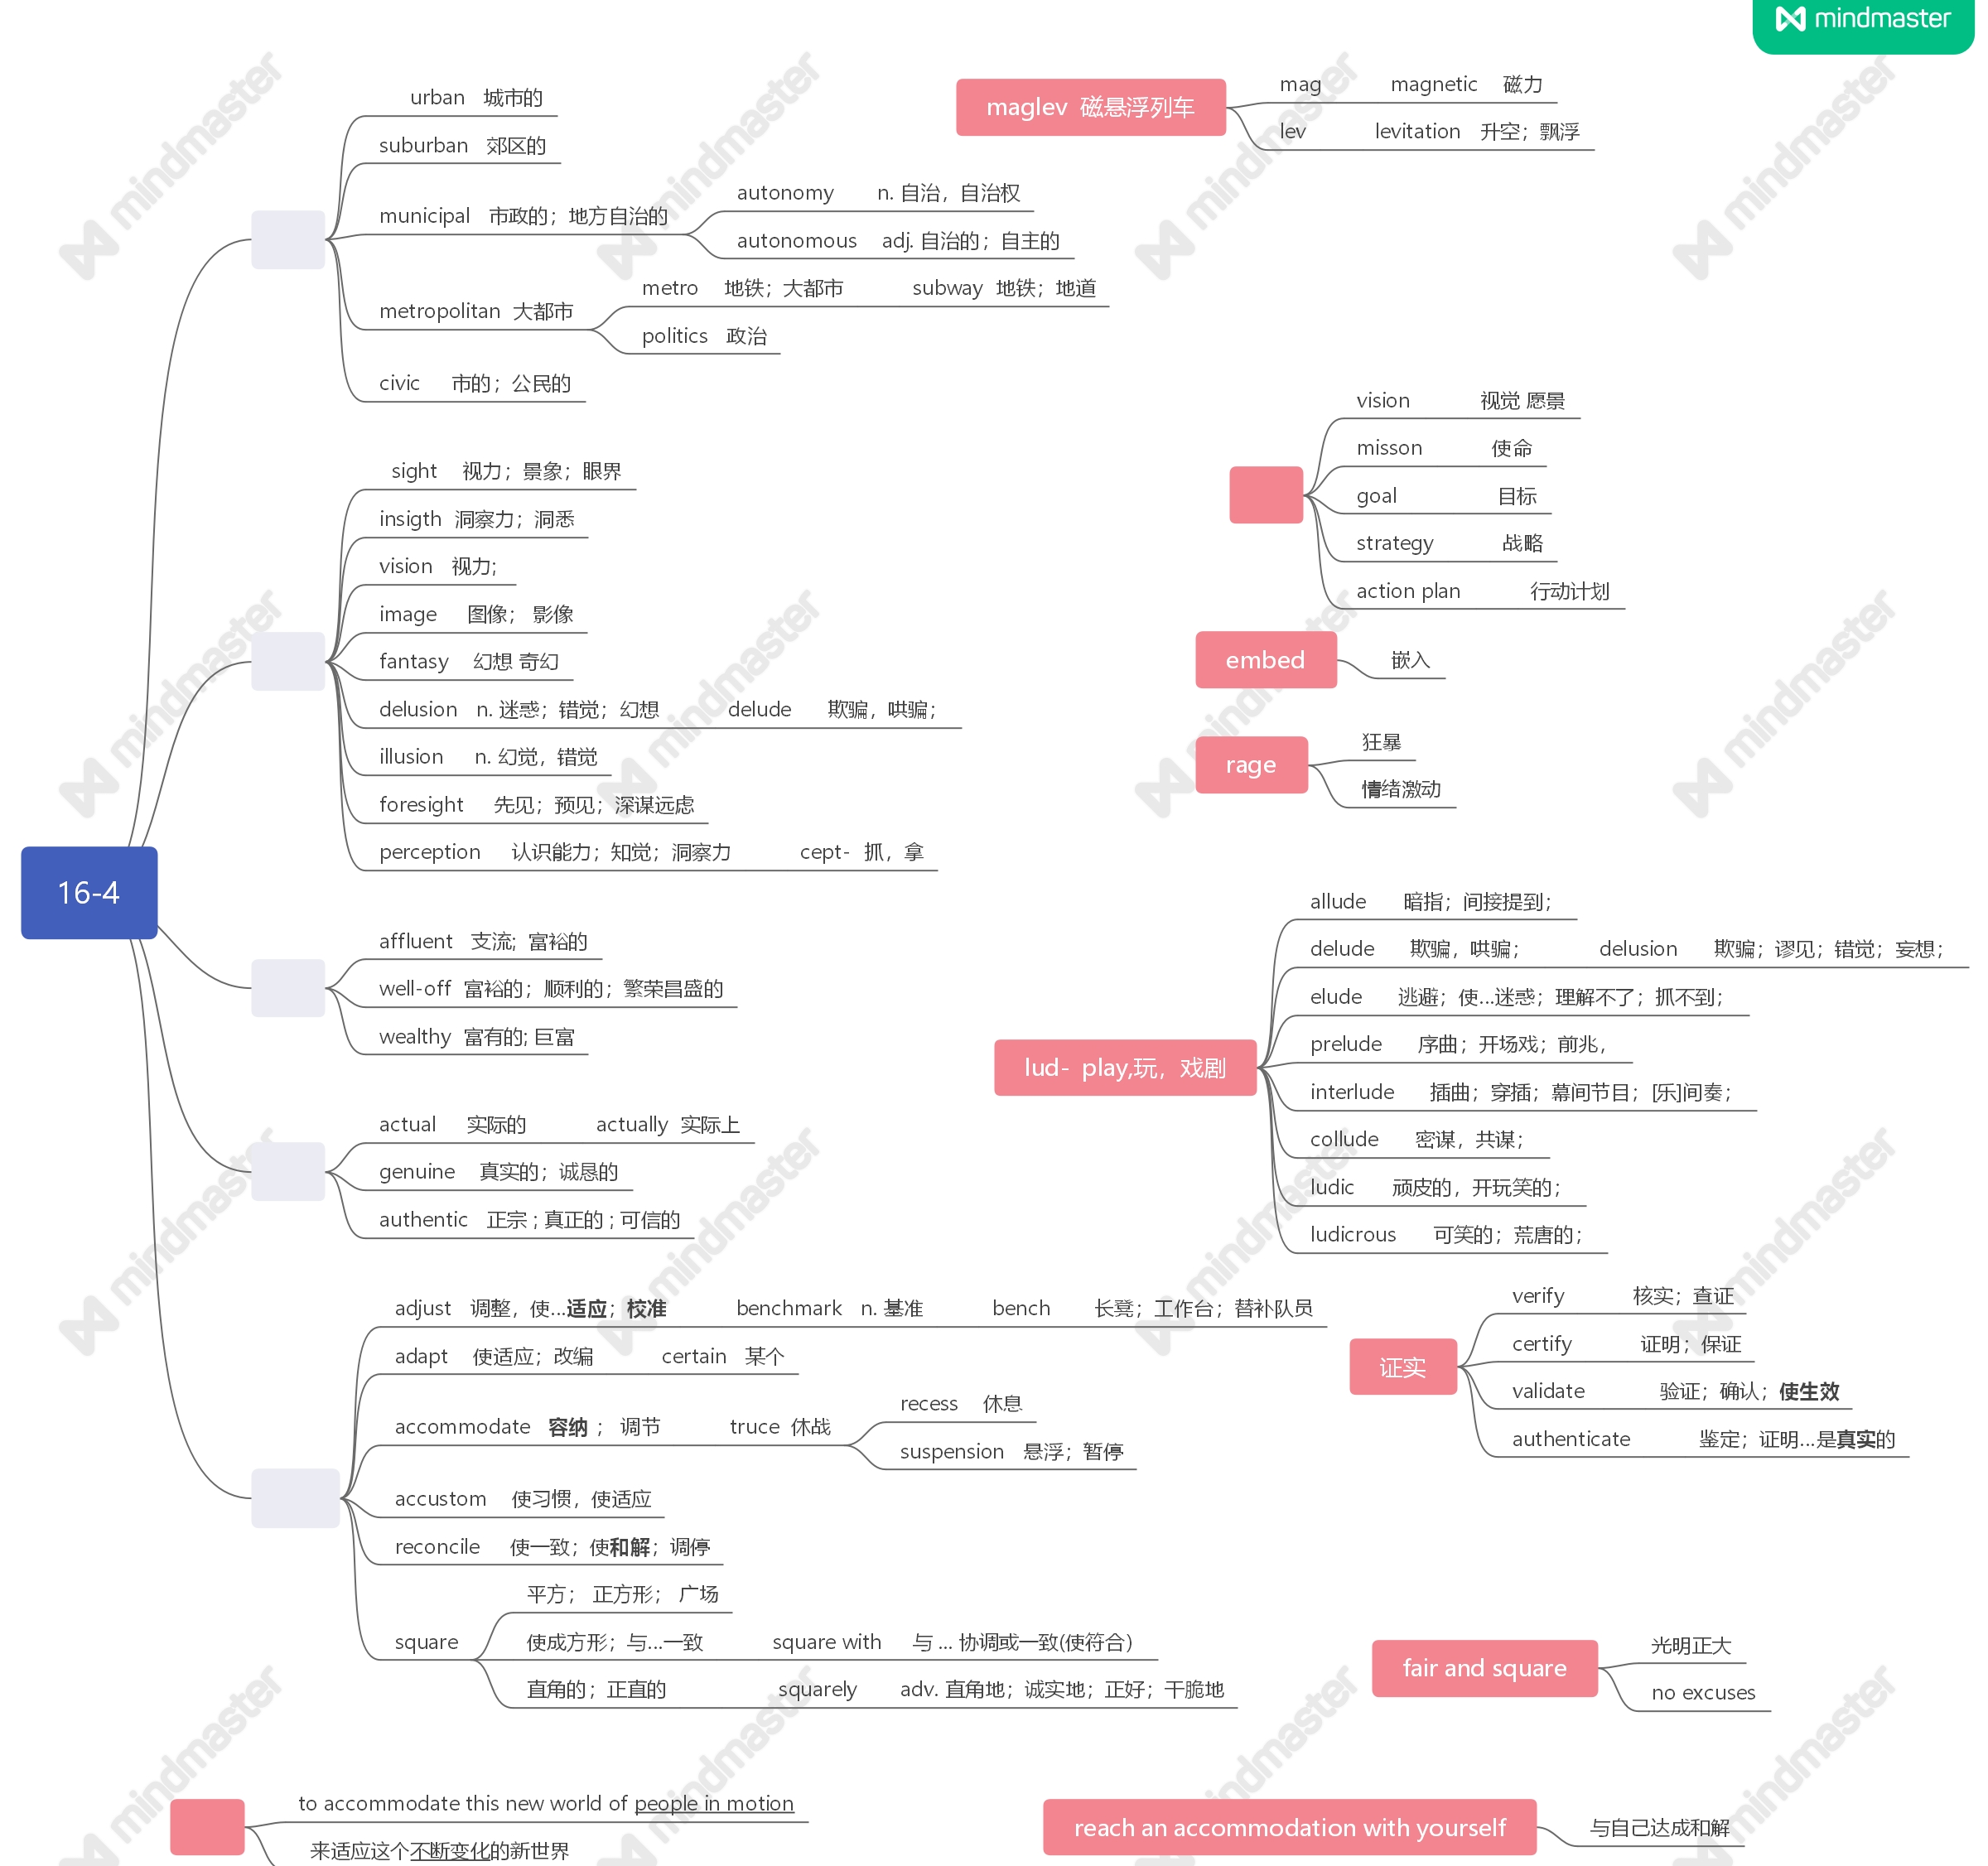 mindmaster
16-4
urban 城市的
suburban 郊区的
municipal 市政的；地方自治的
autonomy n. 自治，自治权
autonomous adj. 自治的；自主的
metropolitan 大都市
metro 地铁；大都市 subway 地铁；地道
politics 政治
civic 市的；公民的
sight 视力；景象；眼界
insigth 洞察力；洞悉
vision 视力;
image 图像； 影像
fantasy 幻想 奇幻
delusion n. 迷惑；错觉；幻想 delude 欺骗，哄骗；
illusion n. 幻觉，错觉
foresight 先见；预见；深谋远虑
perception 认识能力；知觉；洞察力 cept- 抓，拿
affluent 支流; 富裕的
well-off 富裕的；顺利的；繁荣昌盛的
wealthy 富有的; 巨富
actual 实际的 actually 实际上
genuine 真实的；诚恳的
authentic 正宗 ; 真正的 ; 可信的
adjust 调整，使...适应；校准 benchmark n. 基准 bench 长凳；工作台；替补队员
adapt 使适应；改编 certain 某个
accommodate 容纳 ； 调节 truce 休战
recess 休息
suspension 悬浮；暂停
accustom 使习惯，使适应
reconcile 使一致；使和解；调停
square
平方； 正方形； 广场
使成方形；与...一致 square with 与 ... 协调或一致(使符合)
直角的；正直的 squarely adv. 直角地；诚实地；正好；干脆地
maglev 磁悬浮列车
mag magnetic 磁力
lev levitation 升空；飘浮
vision 视觉 愿景
misson 使命
goal 目标
strategy 战略
action plan 行动计划
embed
嵌入
rage
狂暴
情绪激动
lud- play,玩，戏剧
allude 暗指；间接提到；
delude 欺骗，哄骗； delusion 欺骗；谬见；错觉；妄想；
elude 逃避；使...迷惑；理解不了；抓不到；
prelude 序曲；开场戏；前兆，
interlude 插曲；穿插；幕间节目；[乐]间奏；
collude 密谋，共谋；
ludic 顽皮的，开玩笑的；
ludicrous 可笑的；荒唐的；
证实
verify 核实；查证
certify 证明；保证
validate 验证；确认；使生效
authenticate 鉴定；证明...是真实的
fair and square
光明正大
no excuses
to accommodate this new world of people in motion
来适应这个不断变化的新世界
reach an accommodation with yourself
与自己达成和解